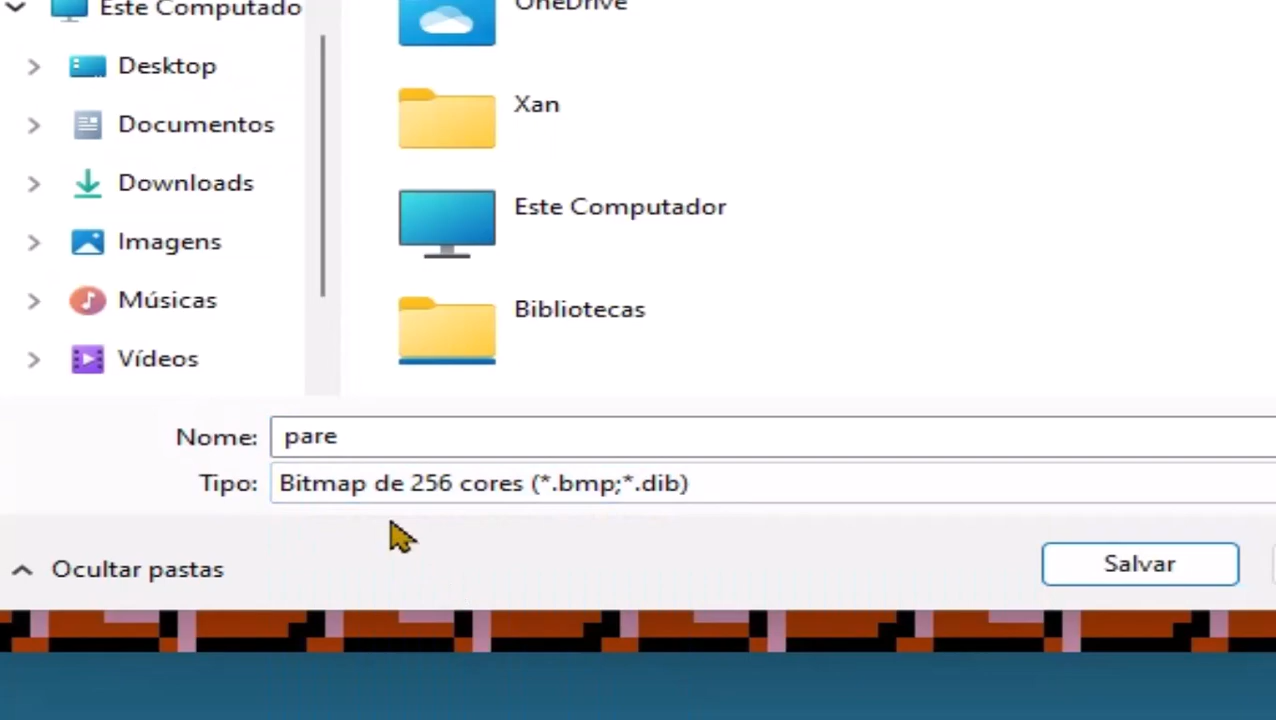 Este Computado
Desktop
Documentos
Downloads
Imagens
Músicas
Vídeos
OneDrive
Xan
Este Computador
Bibliotecas
Nome: pare
Tipo: Bitmap de 256 cores (*.bmp;*.dib)
Ocultar pastas
Salvar